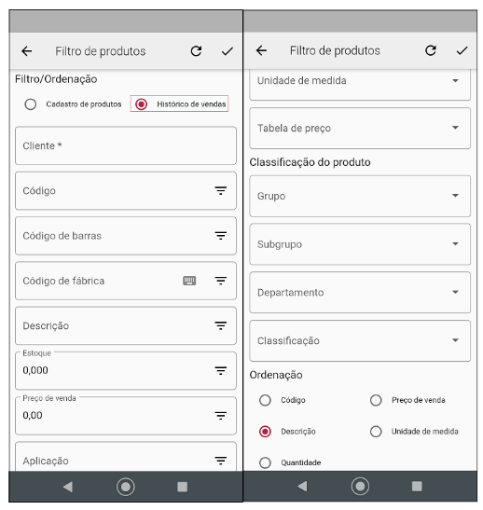 Filtro de produtos
Filtro/Ordenação
Cadastro de produtos Histórico de vendas
Cliente *
Código
Código de barras
Código de fábrica
Descrição
Estoque
0,000
Preço de venda
0,00
Aplicação
Filtro de produtos
Unidade de medida
Tabela de preço
Classificação do produto
Grupo
Subgrupo
Departamento
Classificação
Ordenação
Código Preço de venda
Descrição Unidade de medida
Quantidade